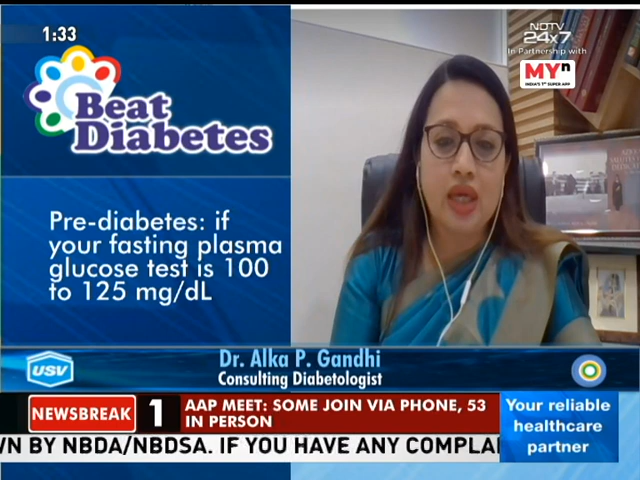 1:33
NDTV
24x7
In Partnership with
MYn
INDIA'S 1st SUPER APP
Beat
Diabetes
Pre-diabetes: if
your fasting plasma
glucose test is 100
to 125 mg/dL
Dr. Alka P. Gandhi
Consulting Diabetologist
USV
NEWSBREAK 1 AAP MEET: SOME JOIN VIA PHONE, 53
IN PERSON
Your reliable
healthcare
partner
WN BY NBDA/NBDSA. IF YOU HAVE ANY COMPLAI